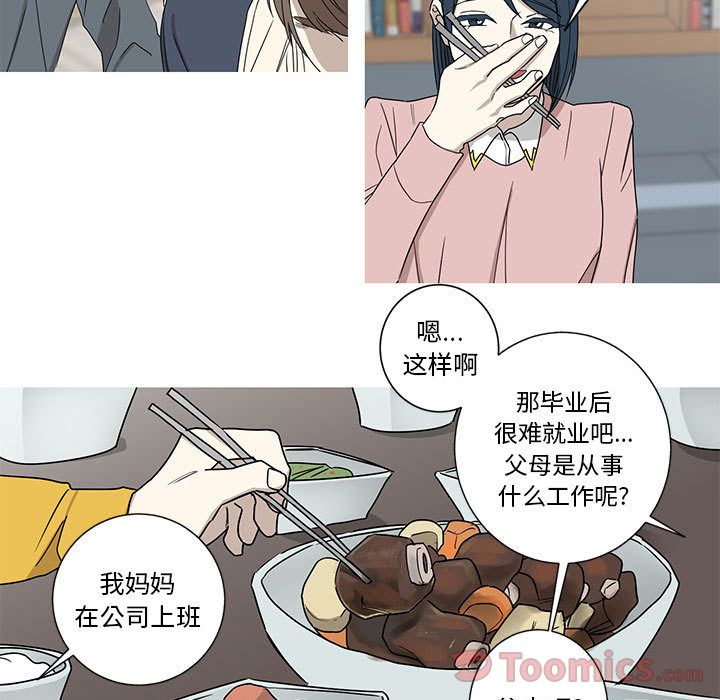 嗯...
这样啊
那毕业后
很难就业吧...
父母是从事
什么工作呢?
我妈妈
在公司上班
Toomics.com